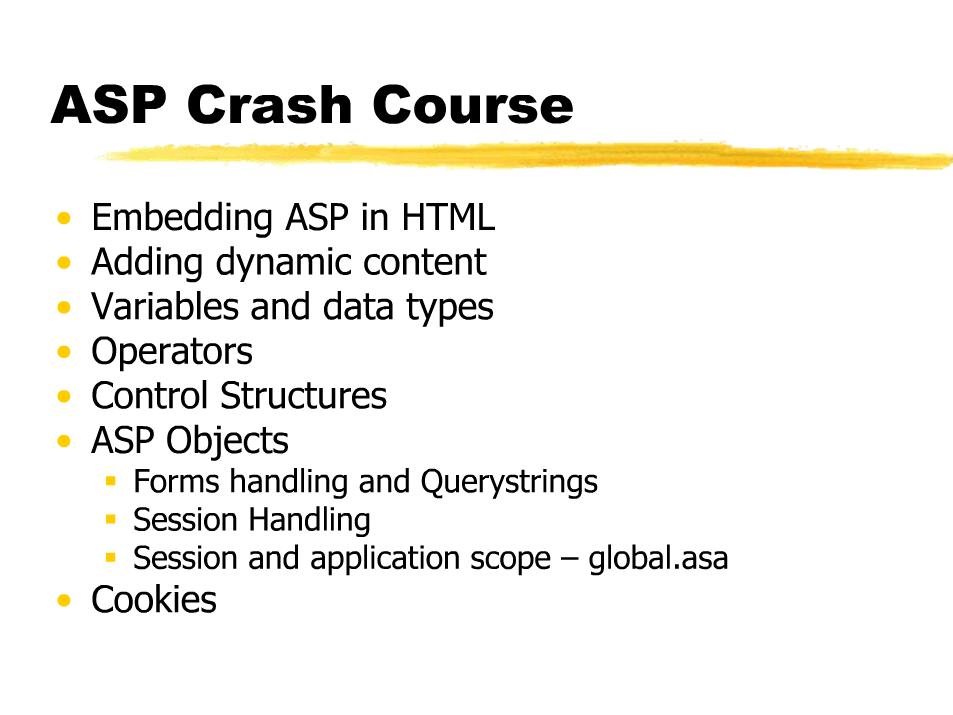 ASP Crash Course
• Embedding ASP in HTML
• Adding dynamic content
• Variables and data types
• Operators
• Control Structures
• ASP Objects
▪ Forms handling and Querystrings
▪ Session Handling
▪ Session and application scope – global.asa
• Cookies